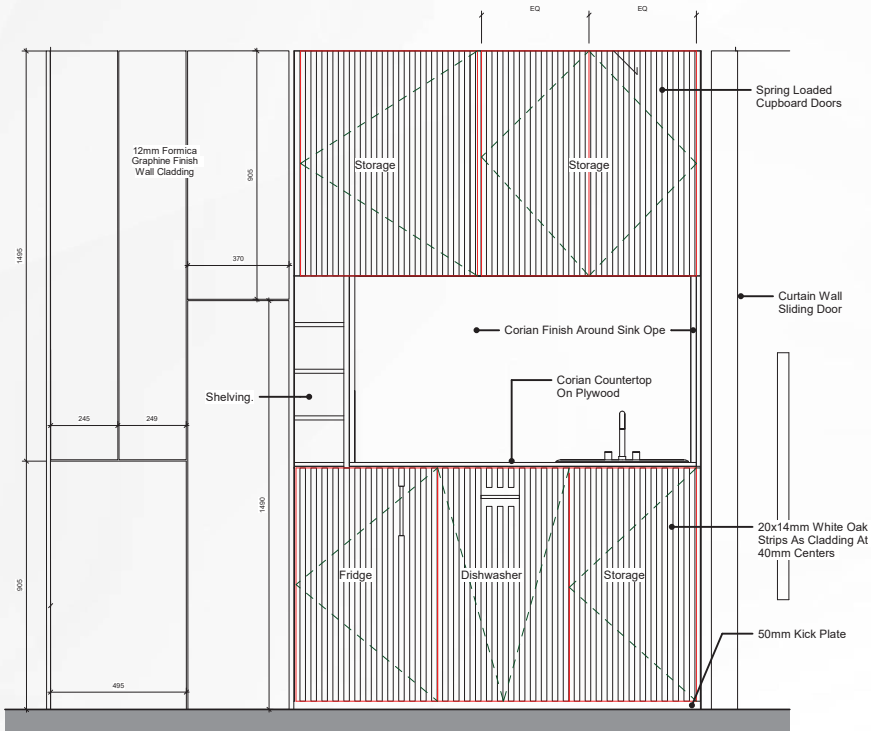 EQ
EQ
Spring Loaded
Cupboard Doors
12mm Formica
Graphine Finish
Wall Cladding
Storage
Storage
905
1495
370
Curtain Wall
Sliding Door
Corian Finish Around Sink Ope
Corian Countertop
On Plywood
Shelving.
245
249
1490
20x14mm White Oak
Strips As Cladding At
40mm Centers
Fridge
Dishwasher
Storage
905
50mm Kick Plate
495